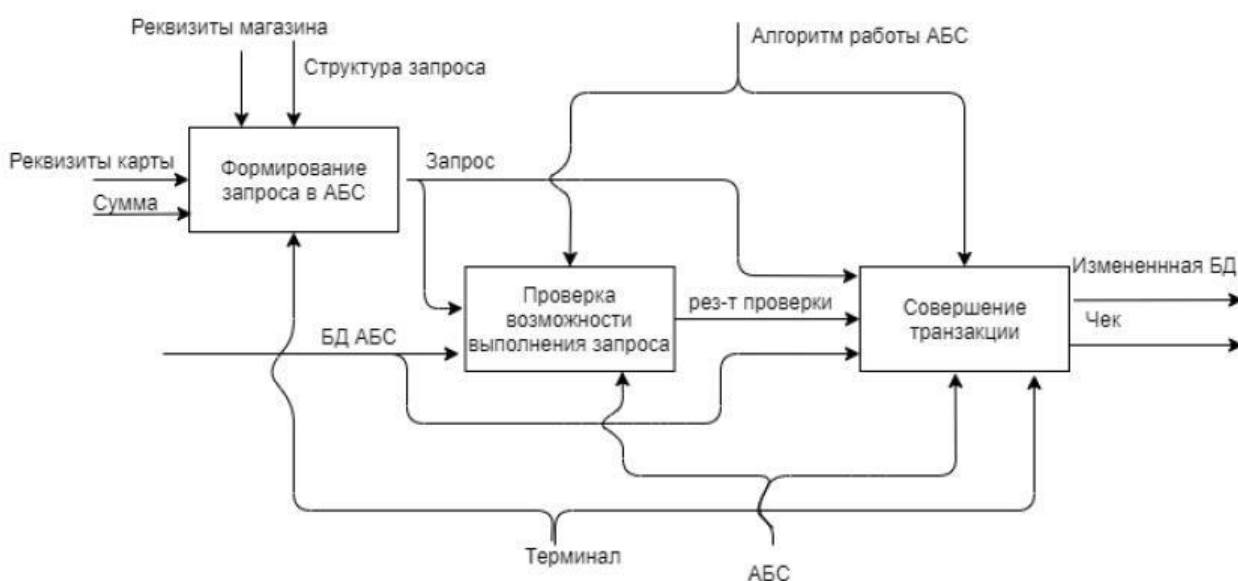 Реквизиты магазина
Структура запроса
Алгоритм работы АБС
Реквизиты карты
Сумма
Формирование
запроса в АБС
Запрос
БД АБС
Проверка
возможности
выполнения запроса
рез-т проверки
Совершение
транзакции
Измененнная БД
Чек
Терминал
АБС